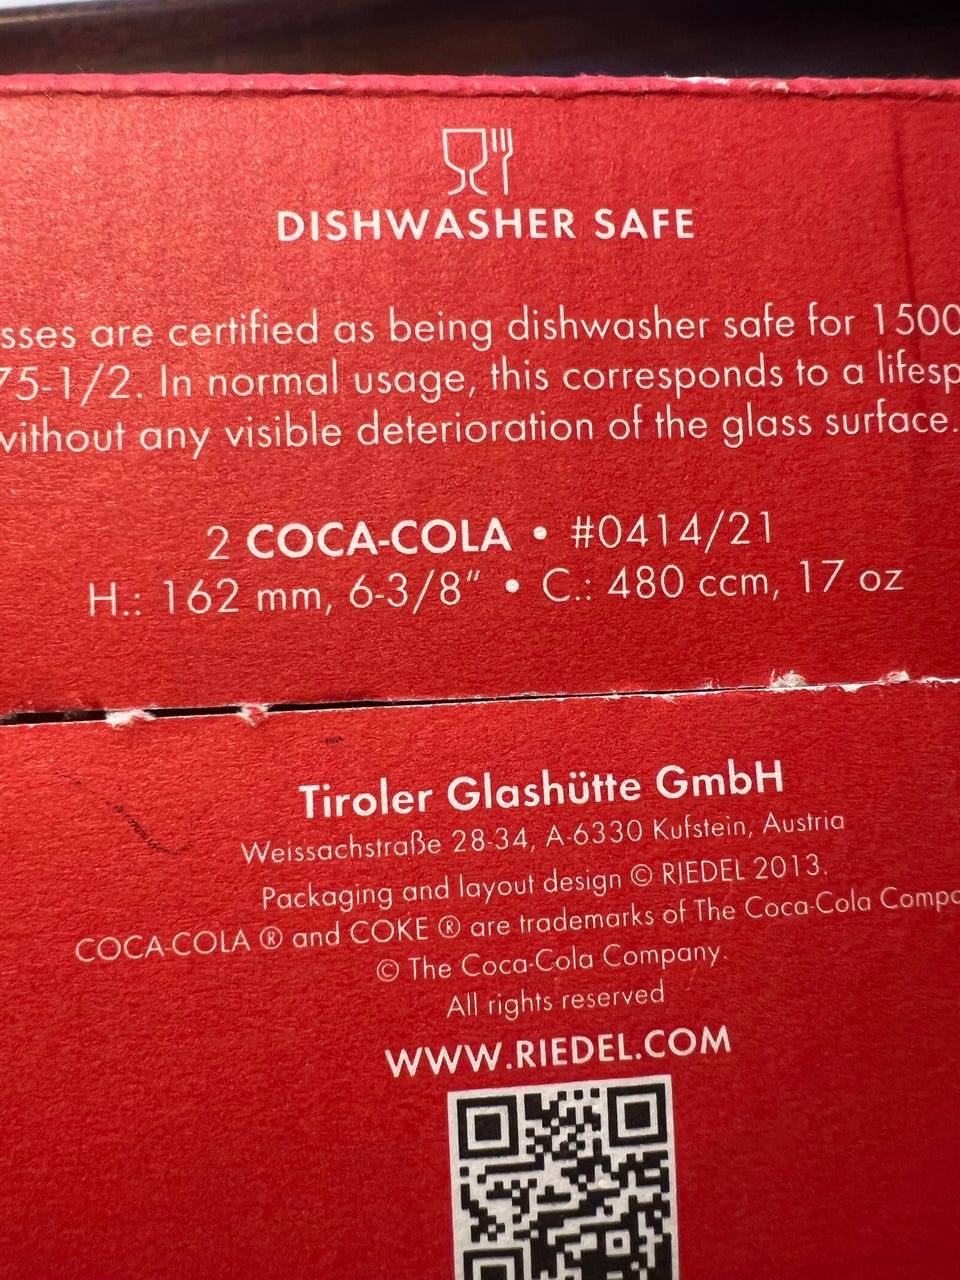 DISHWASHER SAFE
sses are certified as being dishwasher safe for 1500
75-1/2. In normal usage, this corresponds to a lifesp
without any visible deterioration of the glass surface.
2 COCA-COLA • #0414/21
H.: 162 mm, 6-3/8" • C.: 480 ccm, 17 oz
Tiroler Glashütte GmbH
Weissachstraße 28-34, A-6330 Kufstein, Austria
Packaging and layout design © RIEDEL 2013.
COCA-COLA ® and COKE ® are trademarks of The Coca-Cola Compa
© The Coca-Cola Company.
All rights reserved
WWW.RIEDEL.COM